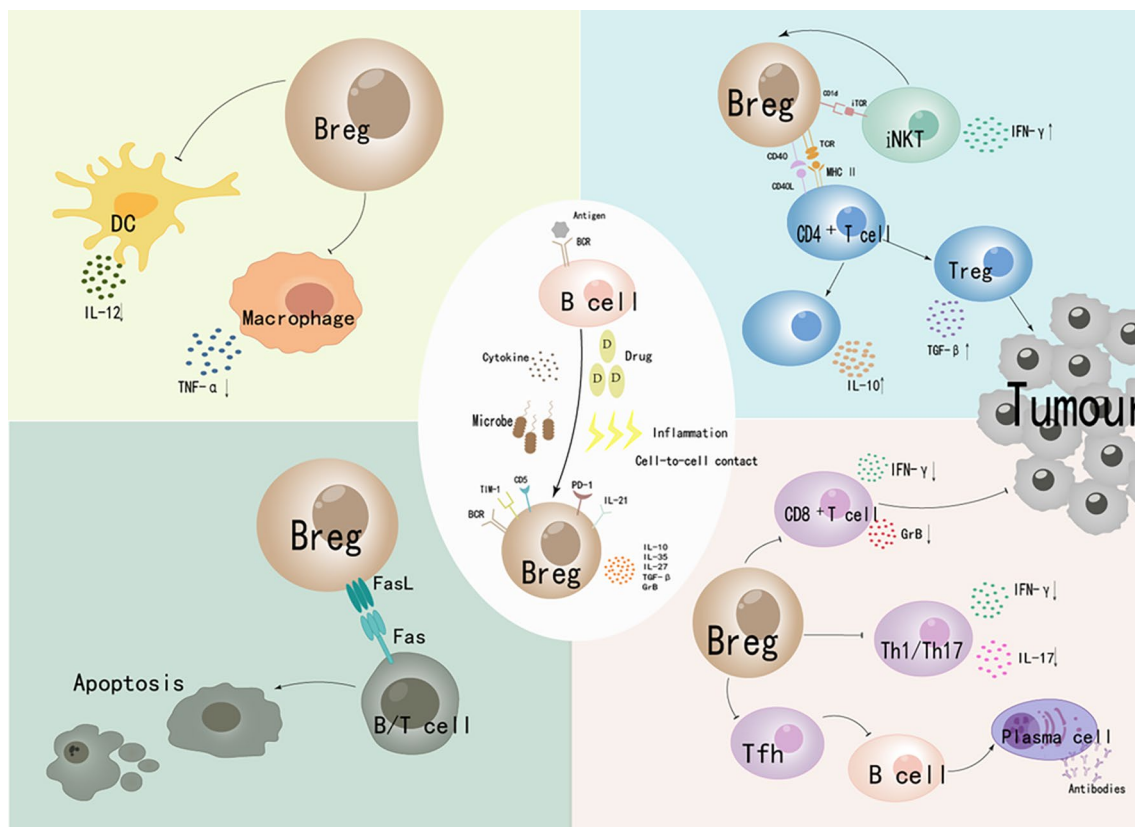 Breg
DC
IL-12↓
Macrophage
TNF-α ↓
Breg
CD1d
iTCR
iNKT
IFN-γ↑
TCR
CD40
MHC II
CD40L
CD4 + T cell
Treg
TGF-β ↑
IL-10↑
Tumour
Antigen
BCR
B cell
Cytokine
D
Drug
D D
Microbe
Inflammation
Cell-to-cell contact
TIM-1
CD5
PD-1
IL-21
BCR
Breg
IL-10
IL-35
IL-27
TGF-β
GrB
Breg
FasL
Fas
Apoptosis
B/T cell
IFN-γ↓
CD8 +T cell
GrB ↓
Breg
IFN-γ↓
Th1/Th17
IL-17↓
Tfh
B cell
Plasma cell
Antibodies